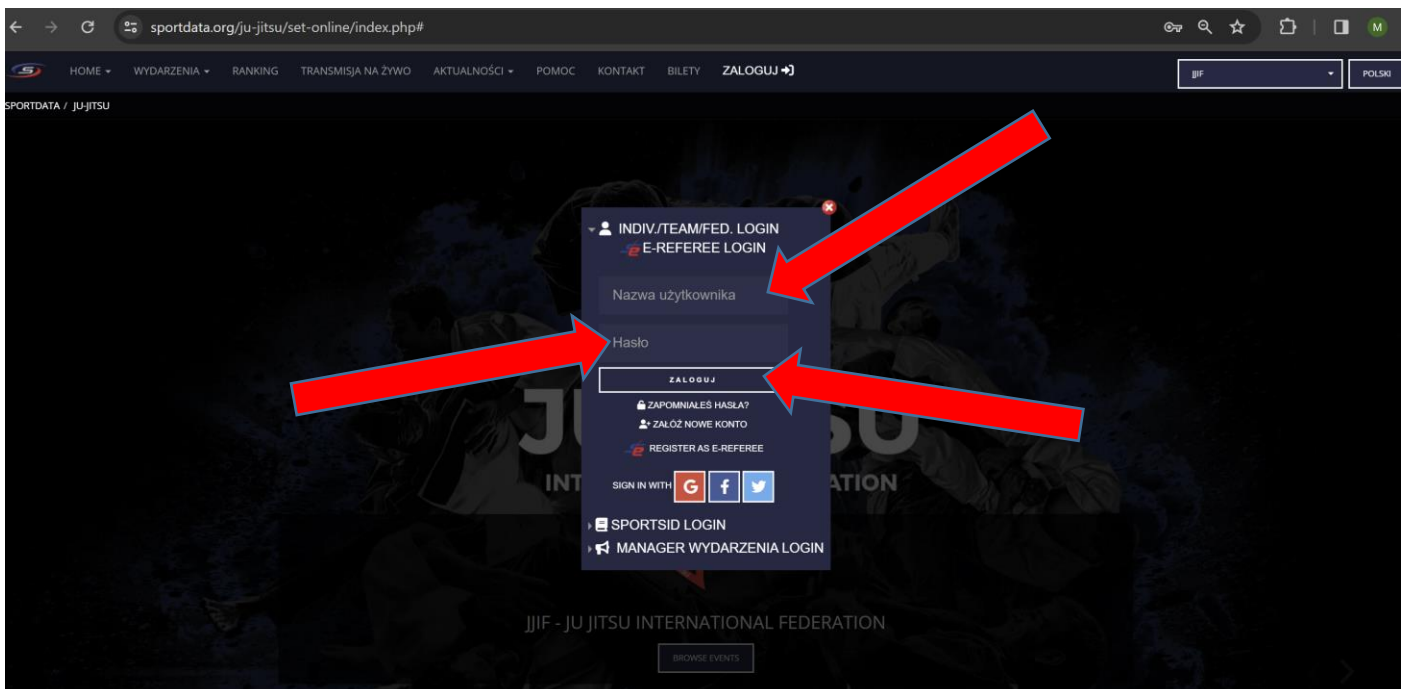 sportdata.org/ju-jitsu/set-online/index.php#
M
HOME WYDARZENIA RANKING TRANSMISJA NA ŻYWO AKTUALNOŚCI POMOC KONTAKT BILETY ZALOGUJ JJIF POLSKI
SPORTDATA / JU-JITSU
INDIV./TEAM/FED. LOGIN
e E-REFEREE LOGIN
Nazwa użytkownika
Hasło
ZALOGUJ
ZAPOMNIAŁEŚ HASŁA?
ZAŁÓŻ NOWE KONTO
e REGISTER AS E-REFEREE
SIGN IN WITH G f
SPORTSID LOGIN
MANAGER WYDARZENIA LOGIN
JJIF - JU JITSU INTERNATIONAL FEDERATION
BROWSE EVENTS